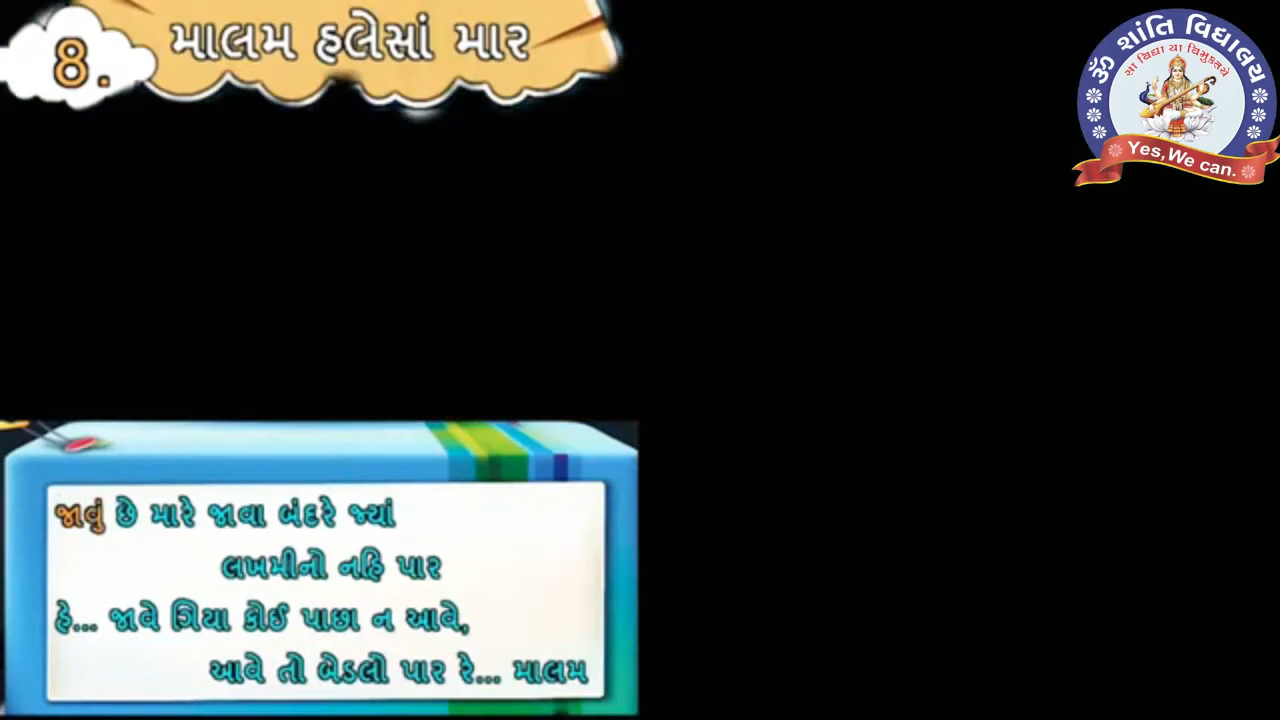 8. માલમ હલેસાં માર
ૐ શાંતિ વિદ્યાલય
સા વિદ્યા યા વિમુક્તયે
Yes, We can.
જાવું છે મારે જાવા બંદરે જ્યાં
લખમીનો નહિ પાર
હે... જાવે ગિયા કોઈ પાછા ન આવે,
આવે તો બેડલો પાર રે... માલમ